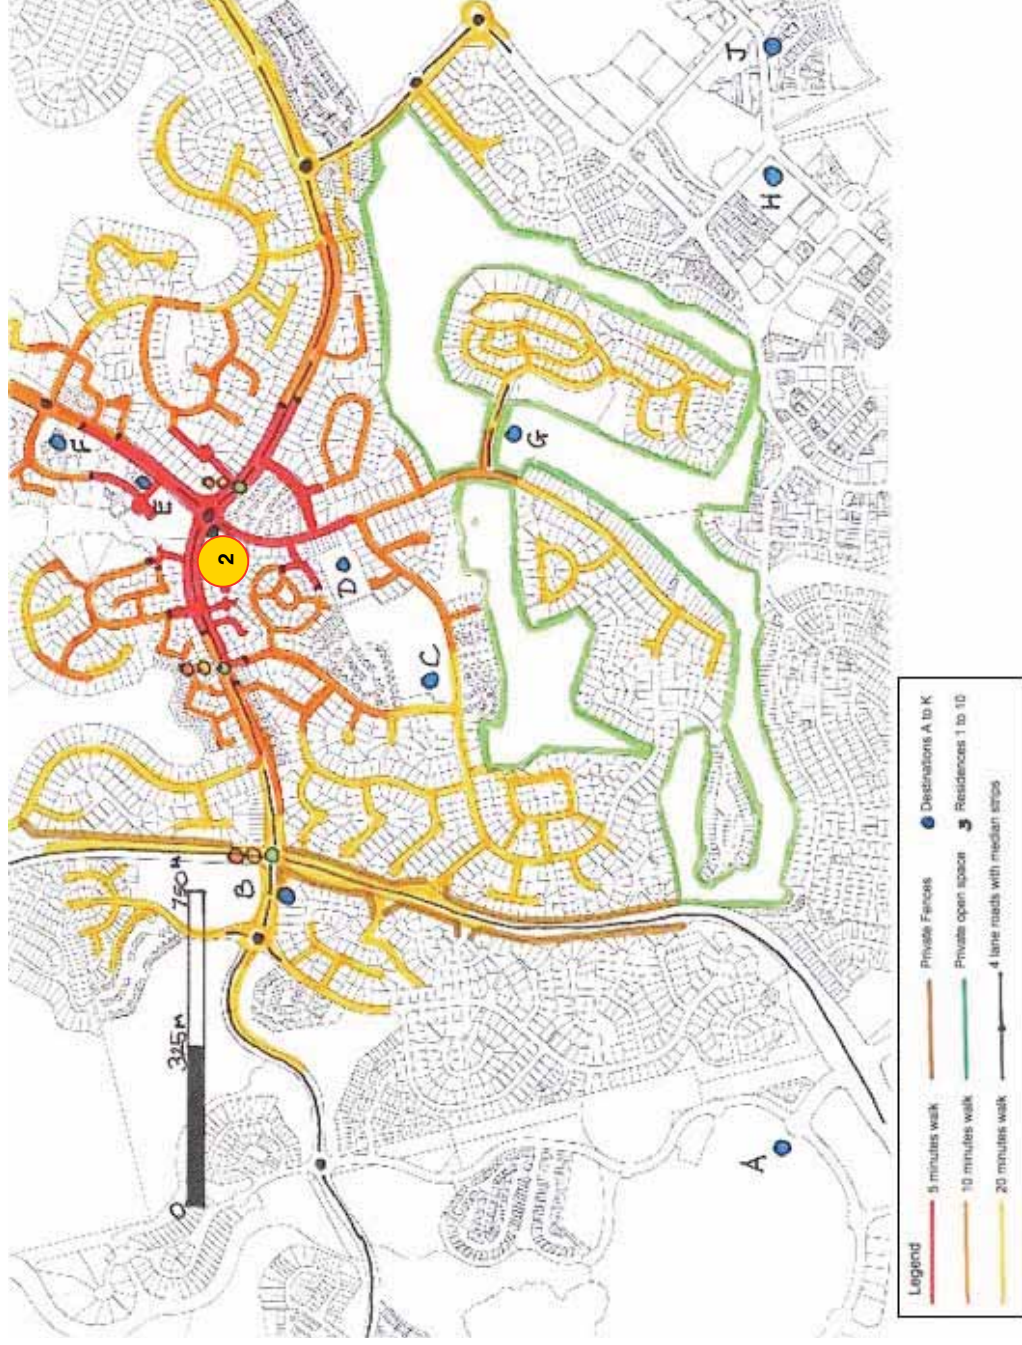 J
H
F
E
2
G
D
C
B
0
325m
750m
A
Legend
5 minutes walk
10 minutes walk
20 minutes walk
Private Fences
Private open space
4 lane roads with median strips
Destinations A to K
3 Residences 1 to 10